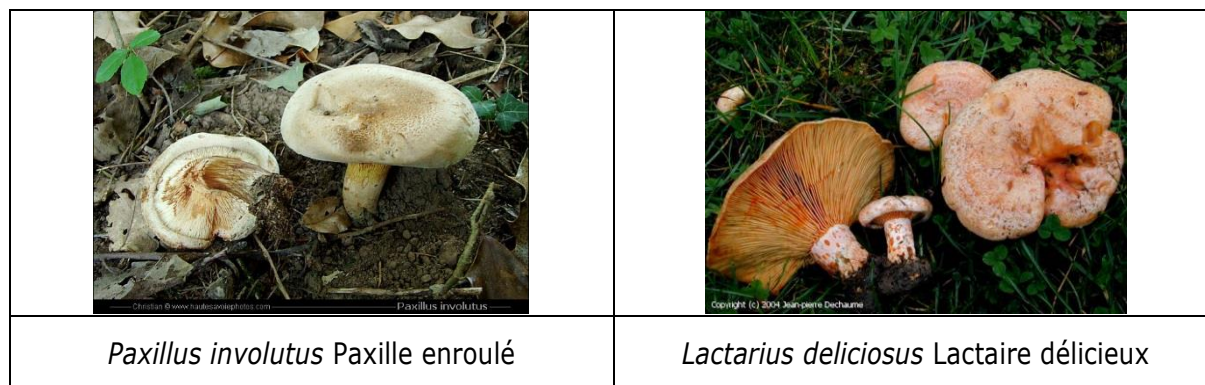 Christian © www.hautesavoiephotos.com
Paxillus involutus
Copyright (c) 2004 Jean-pierre Dechaume
Paxillus involutus Paxille enroulé
Lactarius deliciosus Lactaire délicieux